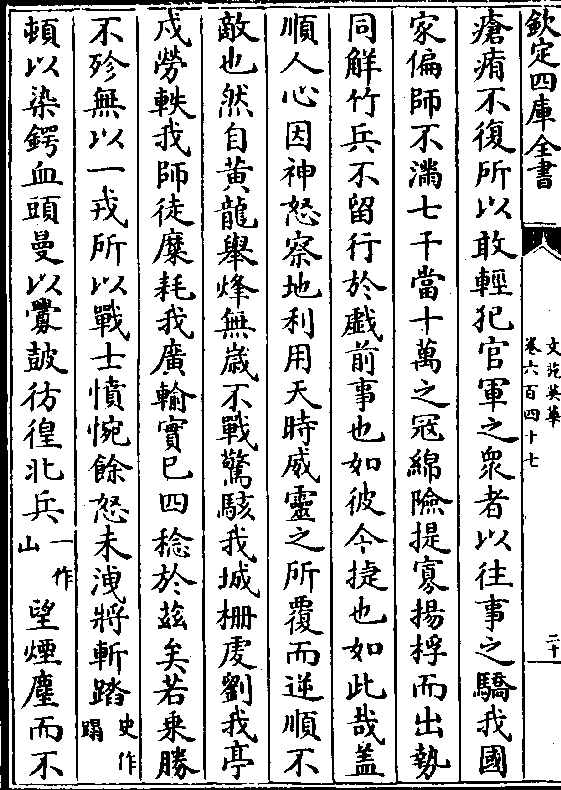 欽定四庫全書
文苑英華
卷六百四十七
二十
瘡痏不復所以敢輕犯官軍之衆者以往事之驕我國
家偏師不滿七千當十萬之冦綿險提寡揚桴而出勢
同解竹兵不留行於戲前事也如彼今捷也如此哉盖
順人心因神怒察地利用天時威靈之所覆而逆順不
敵也然自黄龍舉烽無歳不戰驚駭我城柵虔劉我亭
戍勞軼我師徒糜耗我廣輸實已四稔於兹矣若乗勝
不殄無以一戎所以戰士憤惋餘怒未洩將斬踏史作蹋
頓以染鍔血頭曼以釁鼓彷徨北兵一作山望煙塵而不